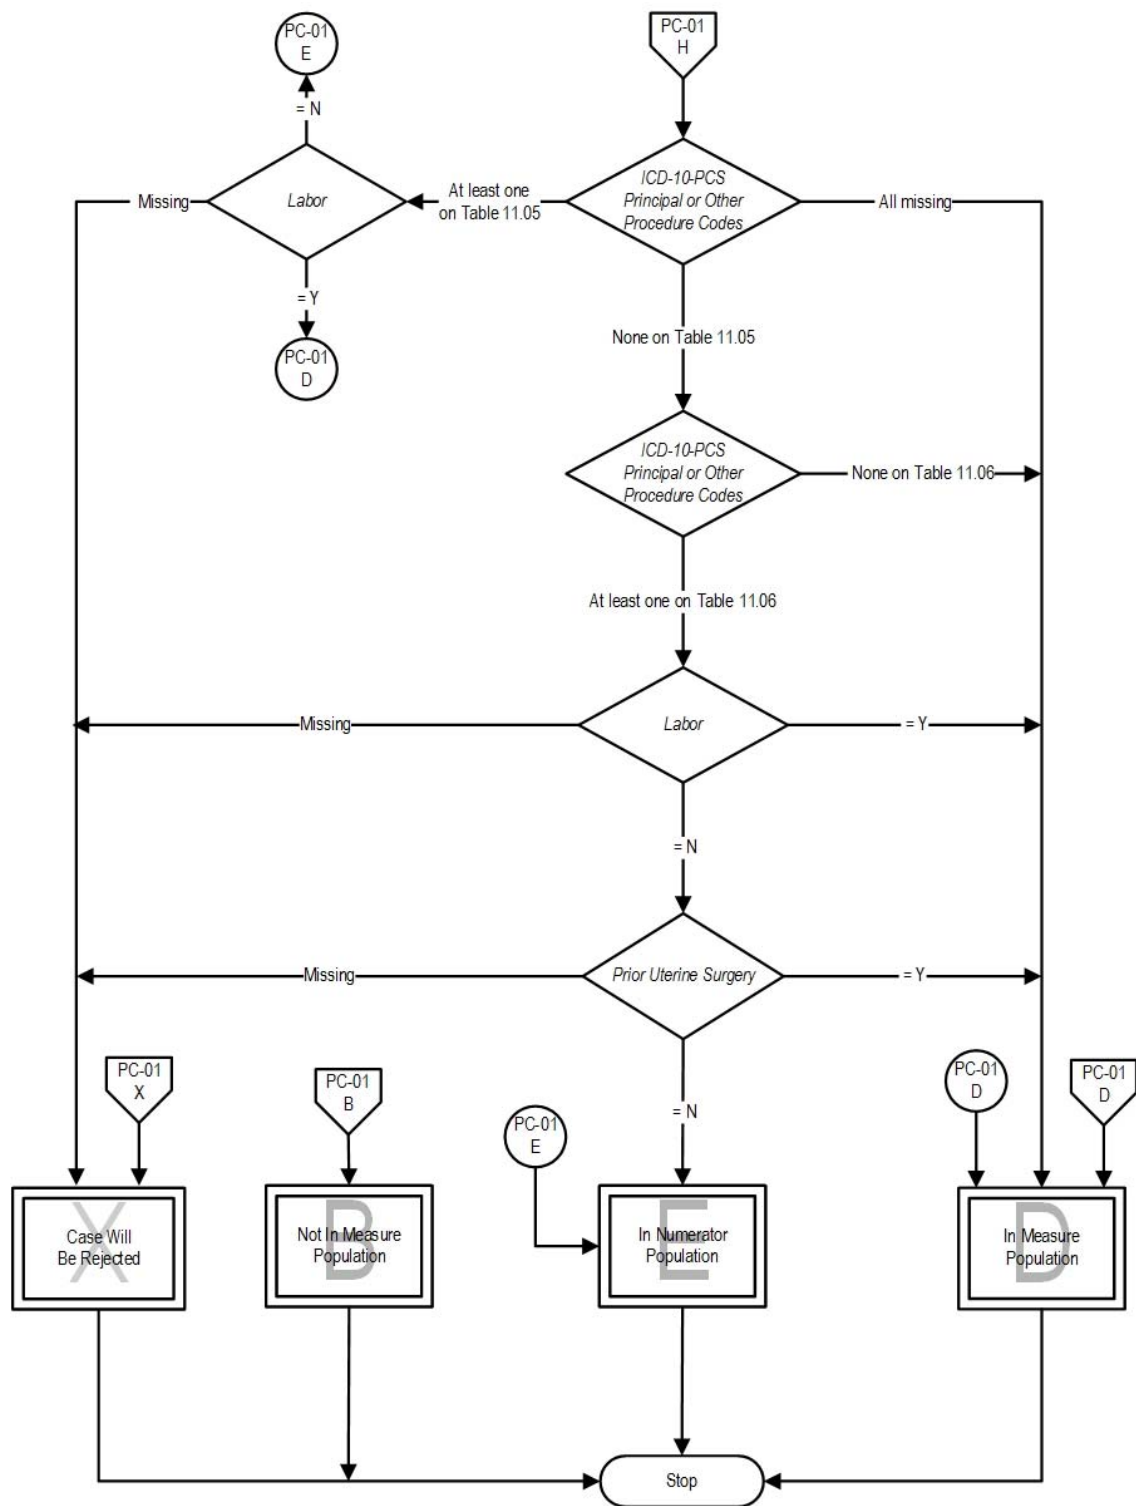 PC-01
E
PC-01
H
= N
Missing
Labor
At least one
on Table 11.05
ICD-10-PCS
Principal or Other
Procedure Codes
All missing
= Y
PC-01
D
None on Table 11.05
ICD-10-PCS
Principal or Other
Procedure Codes
None on Table 11.06
At least one on Table 11.06
Missing
Labor
= Y
= N
Missing
Prior Uterine Surgery
= Y
PC-01
X
PC-01
B
= N
PC-01
E
PC-01
D
PC-01
D
X
Case Will
Be Rejected
B
Not In Measure
Population
E
In Numerator
Population
D
In Measure
Population
Stop